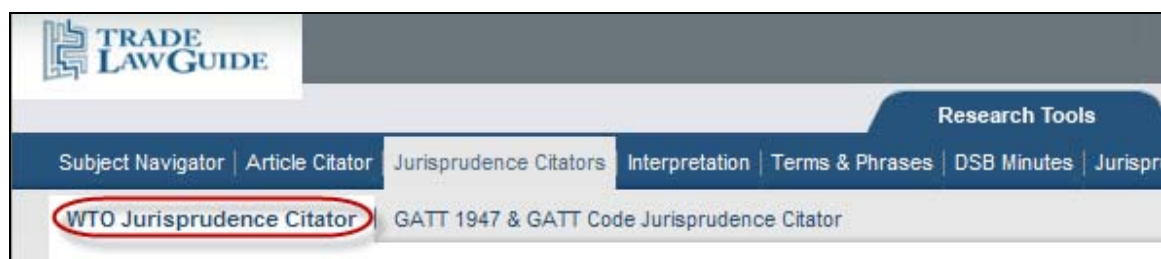 TRADE
LAWGUIDE
Research Tools
Subject Navigator | Article Citator | Jurisprudence Citators | Interpretation | Terms & Phrases | DSB Minutes |
WTO Jurisprudence Citator | GATT 1947 & GATT Code Jurisprudence Citator